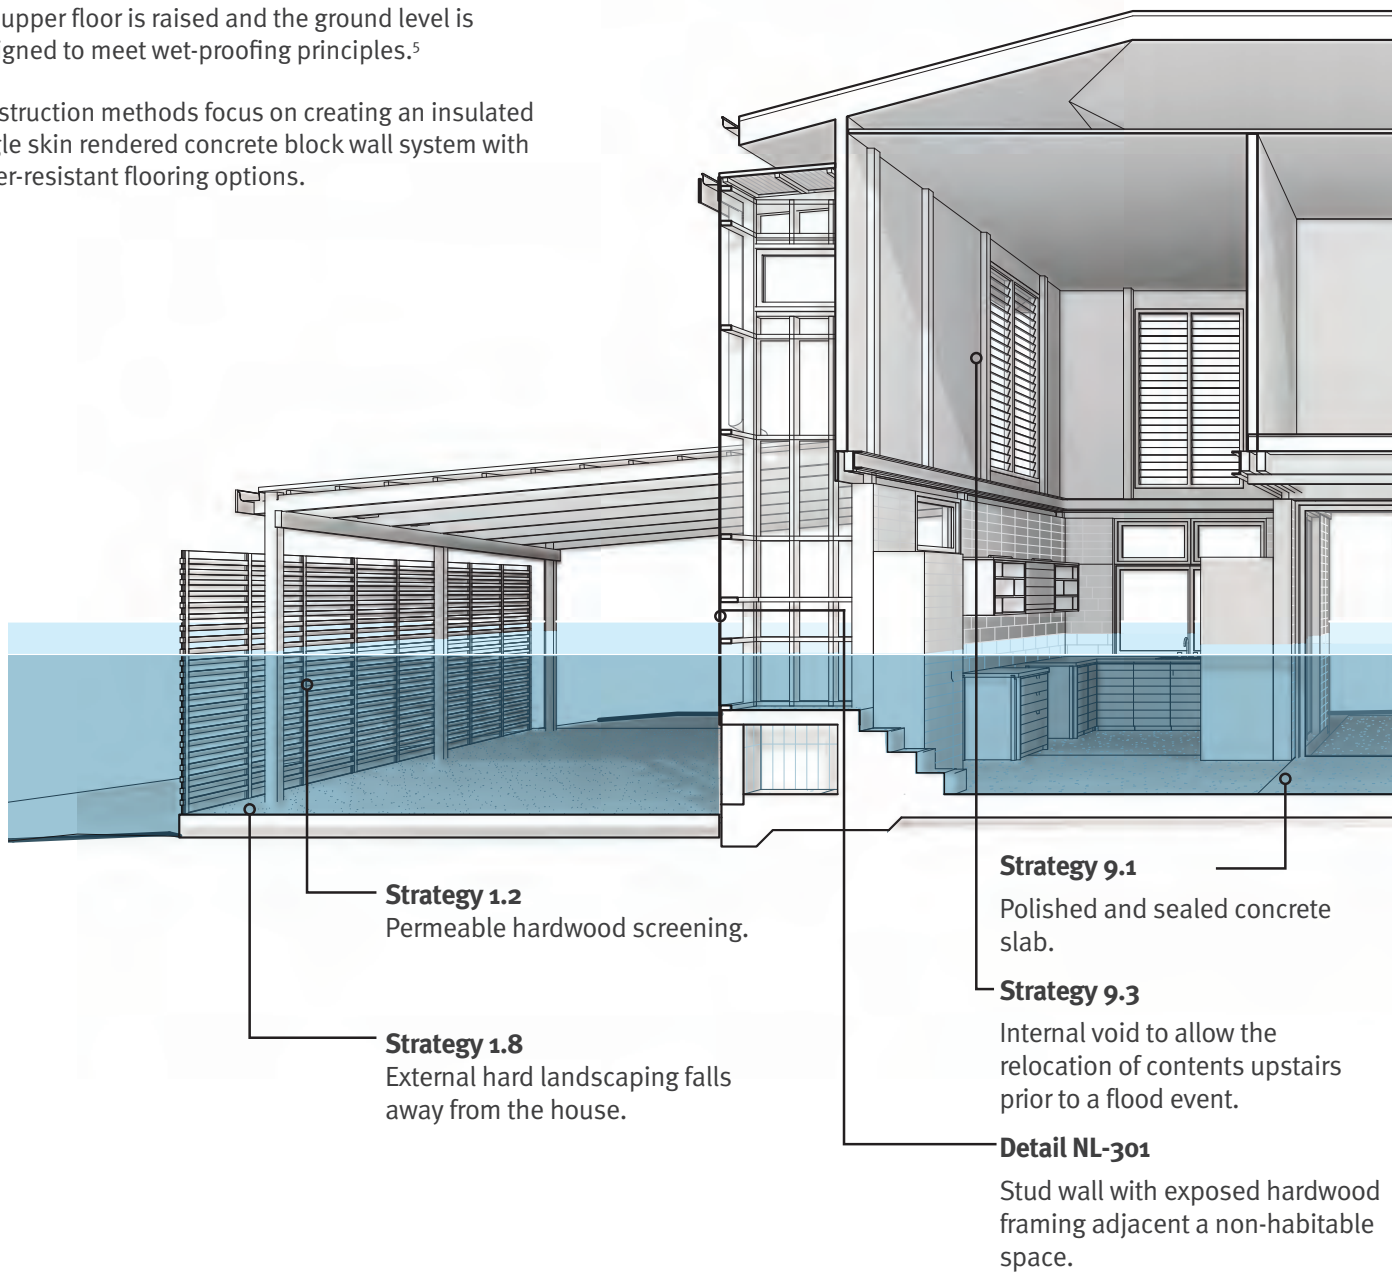 upper floor is raised and the ground level is
igned to meet wet-proofing principles.⁵
struction methods focus on creating an insulated
gle skin rendered concrete block wall system with
er-resistant flooring options.
Strategy 1.2
Permeable hardwood screening.
Strategy 1.8
External hard landscaping falls
away from the house.
Strategy 9.1
Polished and sealed concrete
slab.
Strategy 9.3
Internal void to allow the
relocation of contents upstairs
prior to a flood event.
Detail NL-301
Stud wall with exposed hardwood
framing adjacent a non-habitable
space.